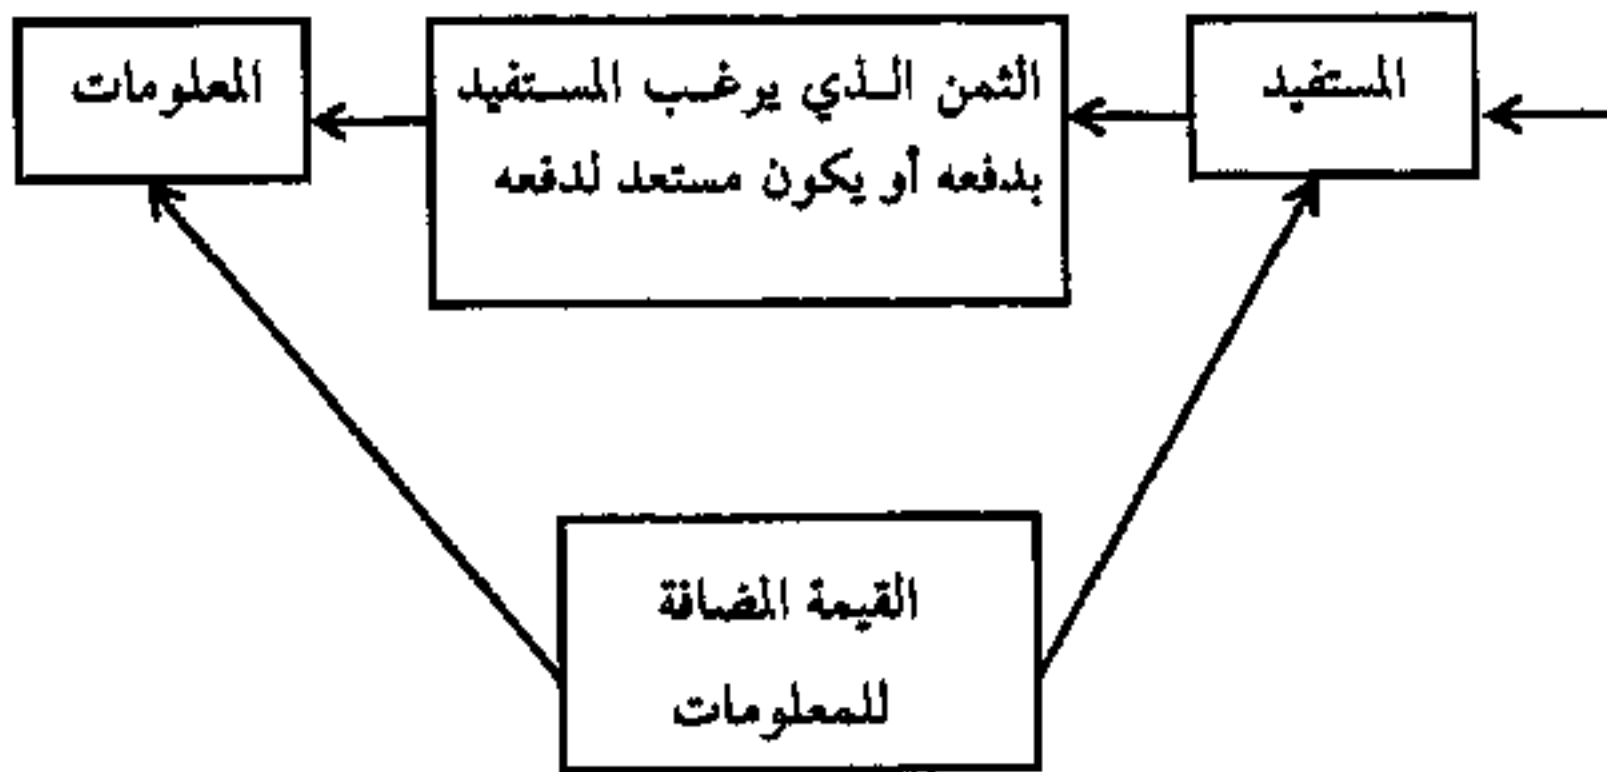 المستفيد
الثمن الذي يرغب المستفيد
بدفعه أو يكون مستعد لدفعه
المعلومات
القيمة المضافة
للمعلومات